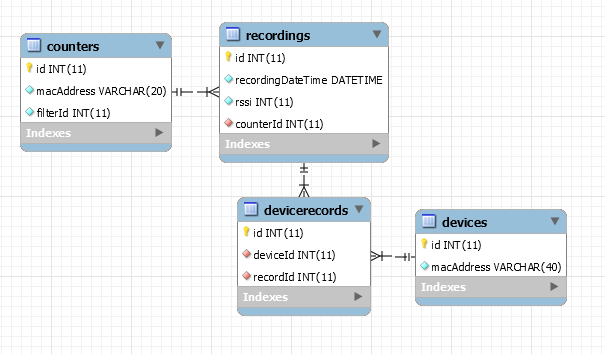 counters
id INT(11)
macAddress VARCHAR(20)
filterId INT(11)
Indexes
recordings
id INT(11)
recordingDateTime DATETIME
rssi INT(11)
counterId INT(11)
Indexes
devicerecords
id INT(11)
deviceId INT(11)
recordId INT(11)
Indexes
devices
id INT(11)
macAddress VARCHAR(40)
Indexes